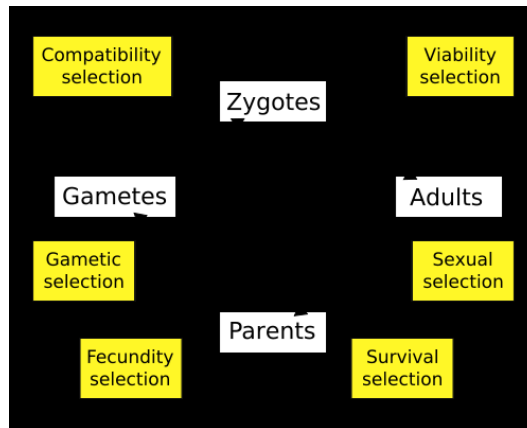 Compatibility
selection
Viability
selection
Zygotes
Gametes
Adults
Gametic
selection
Sexual
selection
Parents
Fecundity
selection
Survival
selection